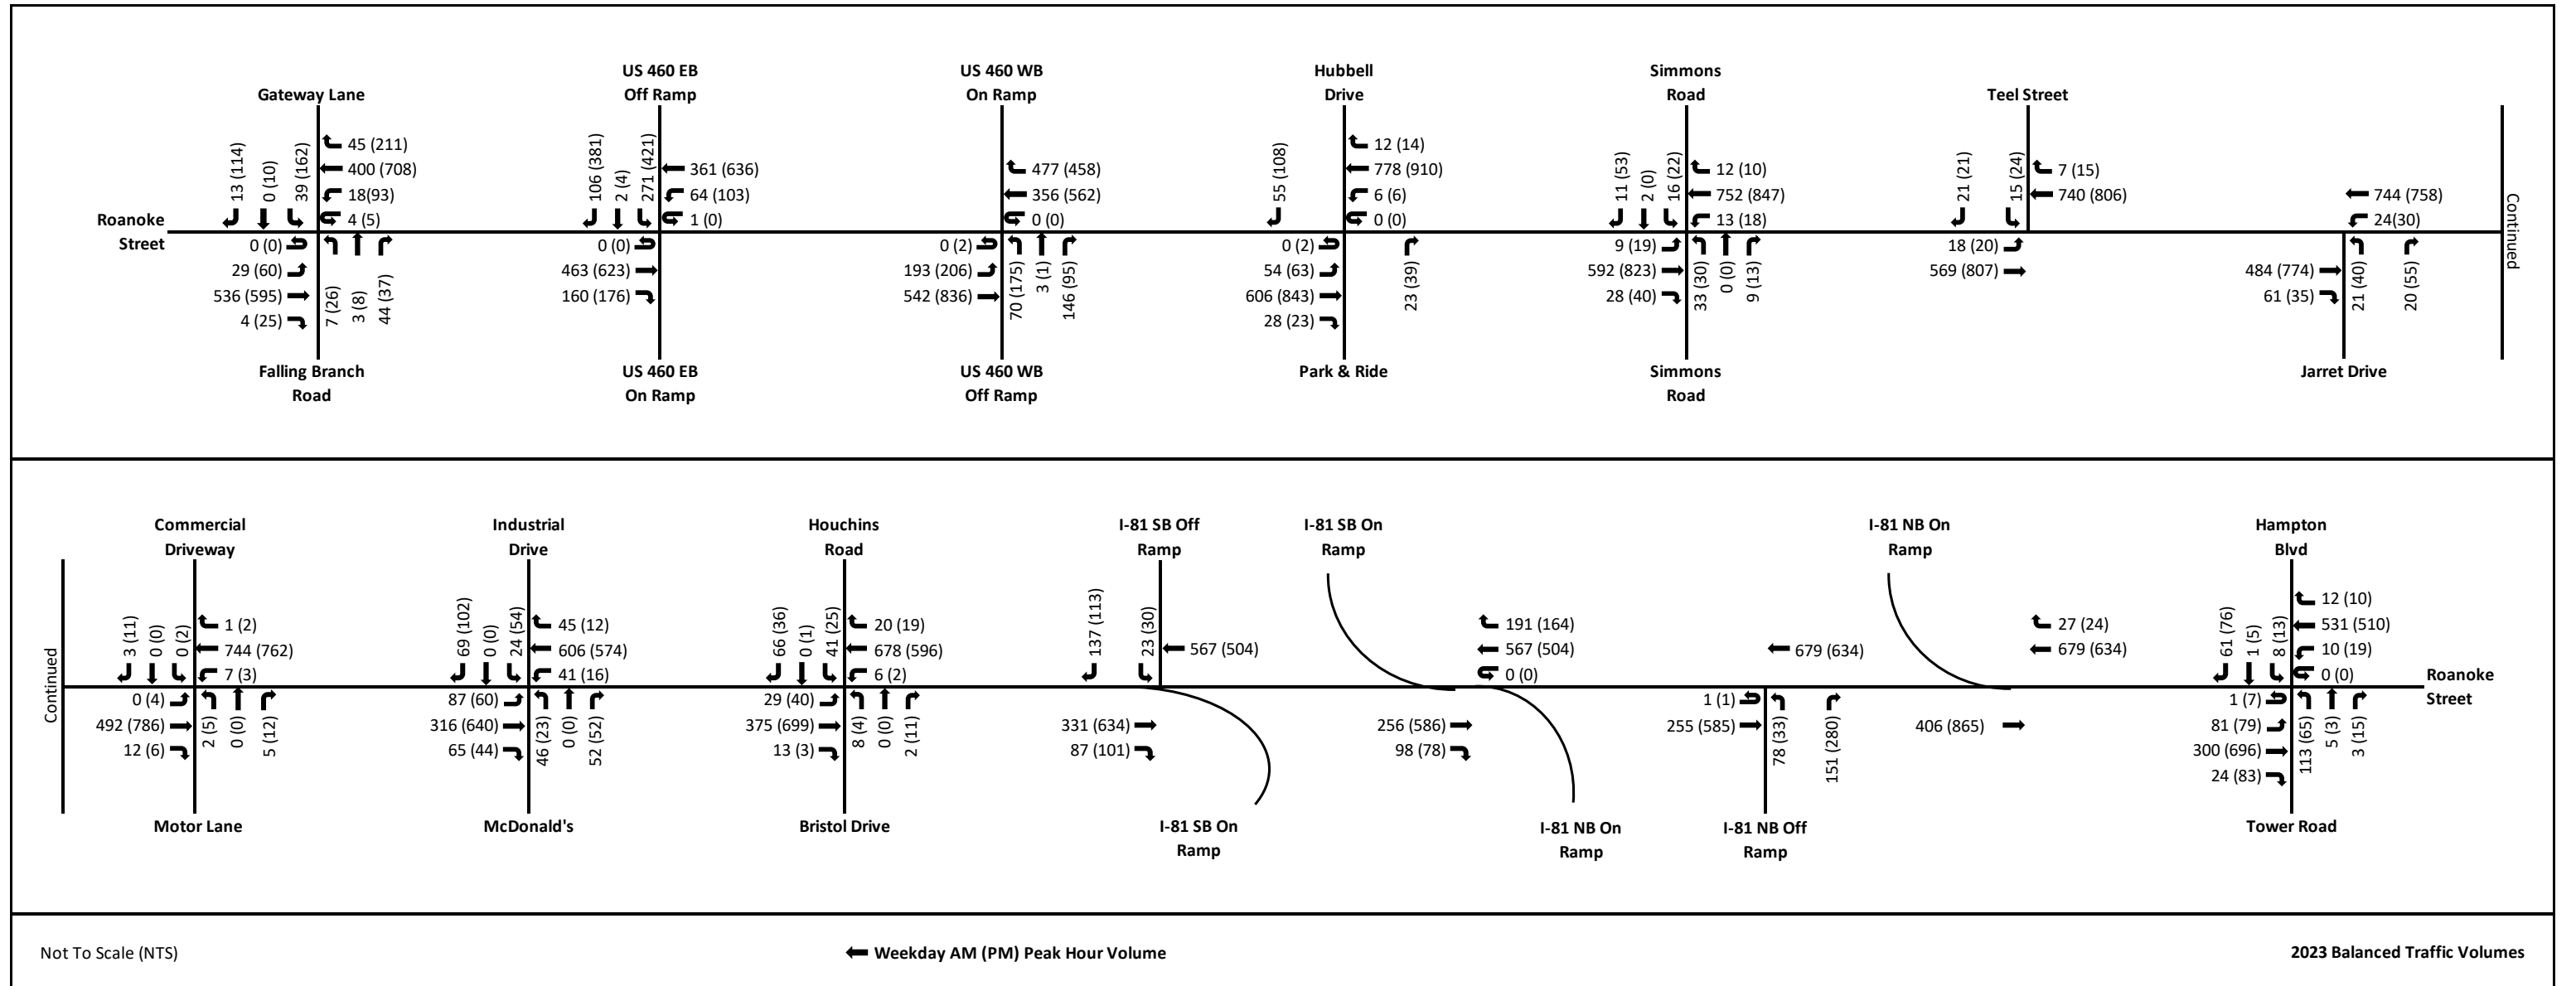 US 460 EB
Off Ramp
US 460 WB
On Ramp
Hubbell
Drive
Simmons
Road
Gateway Lane
Teel Street
13 (114)
0 (10)
39 (162)
45 (211)
400 (708)
18(93)
4 (5)
Roanoke
Street
0 (0)
29 (60)
536 (595)
4 (25)
7 (26)
3 (8)
44 (37)
Falling Branch
Road
106 (381)
2 (4)
271 (421)
361 (636)
64 (103)
1 (0)
0 (0)
463 (623)
160 (176)
US 460 EB
On Ramp
477 (458)
356 (562)
0 (0)
0 (2)
193 (206)
542 (836)
70 (175)
3 (1)
146 (95)
US 460 WB
Off Ramp
55 (108)
12 (14)
778 (910)
6 (6)
0 (0)
0 (2)
54 (63)
606 (843)
28 (23)
23 (39)
Park & Ride
11 (53)
2 (0)
16 (22)
12 (10)
752 (847)
13 (18)
9 (19)
592 (823)
28 (40)
33 (30)
0 (0)
9 (13)
Simmons
Road
21 (21)
15 (24)
7 (15)
740 (806)
18 (20)
569 (807)
744 (758)
24(30)
484 (774)
61 (35)
21 (40)
20 (55)
Jarret Drive
Continued
Continued
Commercial
Driveway
3 (11)
0 (0)
0 (2)
1 (2)
744 (762)
7 (3)
0 (4)
492 (786)
12 (6)
2 (5)
0 (0)
5 (12)
Motor Lane
Industrial
Drive
69 (102)
0 (0)
24 (54)
45 (12)
606 (574)
41 (16)
87 (60)
316 (640)
65 (44)
46 (23)
0 (0)
52 (52)
McDonald's
Houchins
Road
66 (36)
0 (1)
41 (25)
20 (19)
678 (596)
6 (2)
29 (40)
375 (699)
13 (3)
8 (4)
0 (0)
2 (11)
Bristol Drive
I-81 SB Off
Ramp
137 (113)
23 (30)
567 (504)
331 (634)
87 (101)
I-81 SB On
Ramp
I-81 SB On
Ramp
191 (164)
567 (504)
0 (0)
256 (586)
98 (78)
I-81 NB On
Ramp
679 (634)
1 (1)
255 (585)
78 (33)
151 (280)
I-81 NB Off
Ramp
I-81 NB On
Ramp
27 (24)
679 (634)
406 (865)
Hampton
Blvd
61 (76)
1 (5)
8 (13)
12 (10)
531 (510)
10 (19)
0 (0)
1 (7)
81 (79)
300 (696)
24 (83)
113 (65)
5 (3)
3 (15)
Tower Road
Roanoke
Street
Not To Scale (NTS)
Weekday AM (PM) Peak Hour Volume
2023 Balanced Traffic Volumes